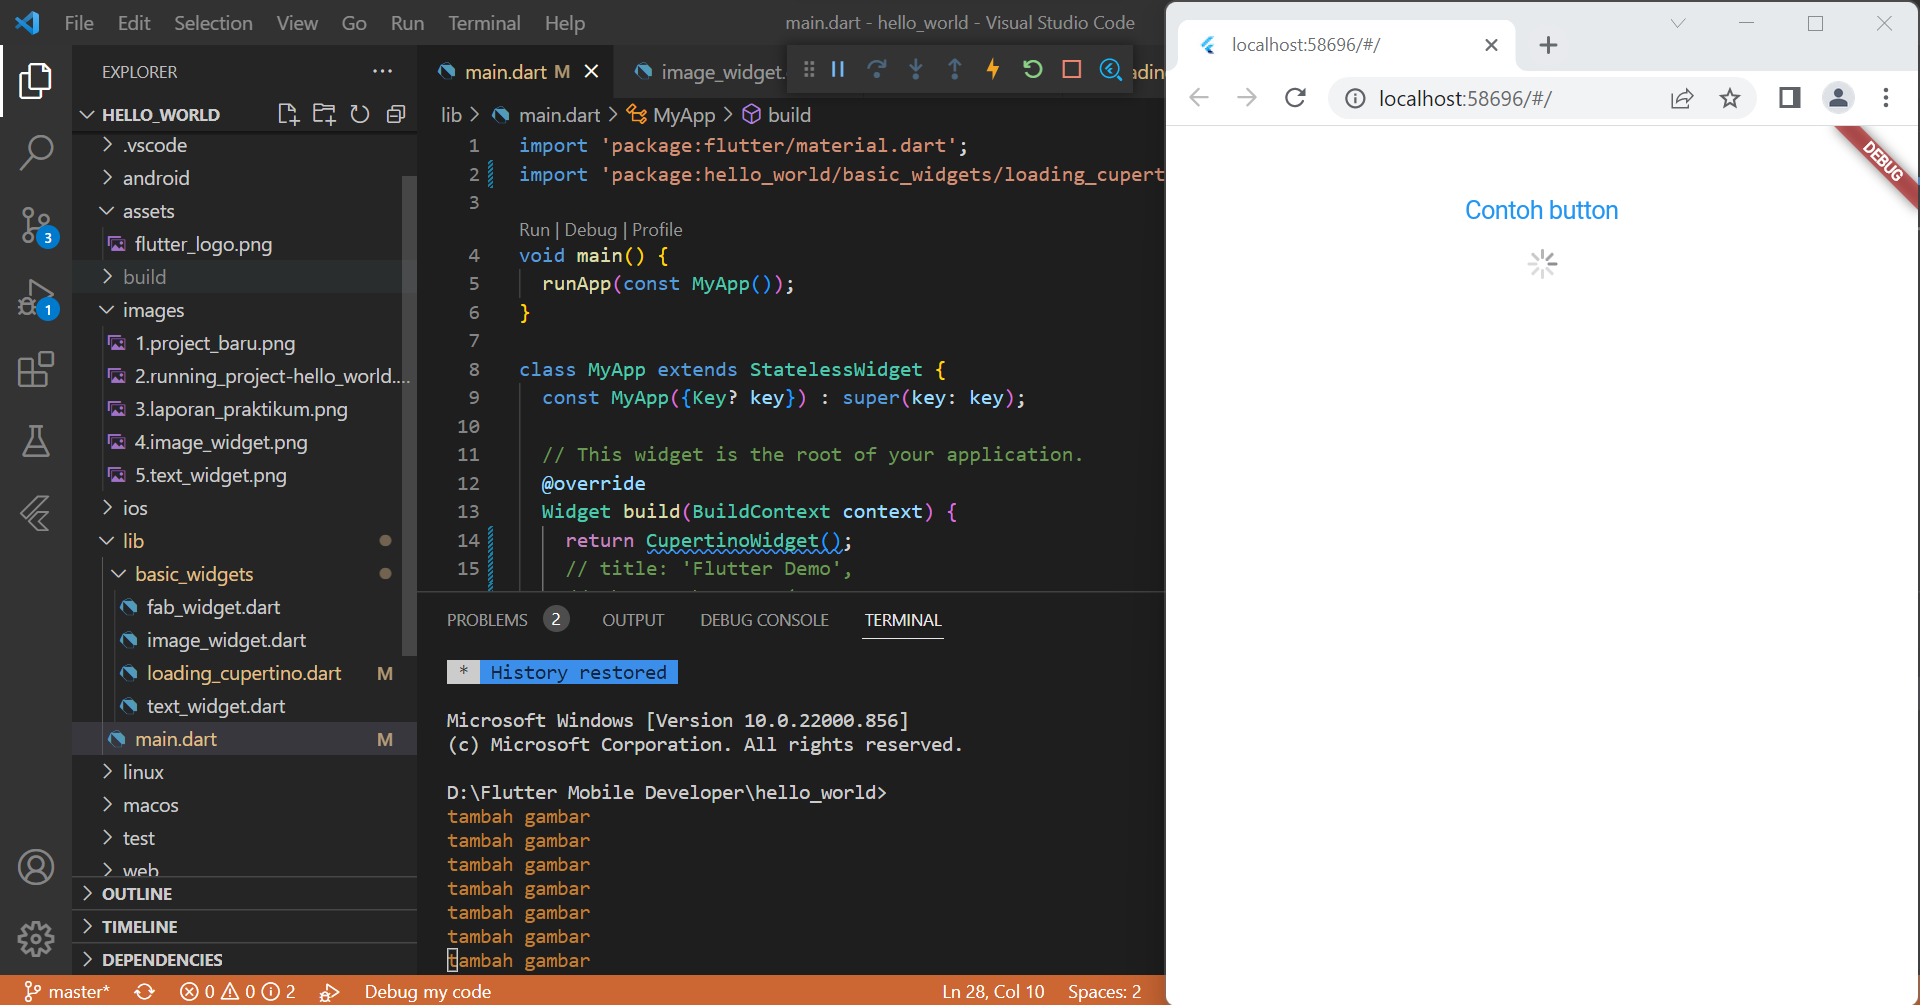 File Edit Selection View Go Run Terminal Help
main.dart - hello_world - Visual Studio Code
EXPLORER
HELLO_WORLD
.vscode
android
assets
flutter_logo.png
build
images
1.project_baru.png
2.running_project-hello_world....
3.laporan_praktikum.png
4.image_widget.png
5.text_widget.png
ios
lib
basic_widgets
fab_widget.dart
image_widget.dart
loading_cupertino.dart M
text_widget.dart
main.dart M
linux
macos
test
web
OUTLINE
TIMELINE
DEPENDENCIES
3
1
main.dart M
image_widget.
adin
lib > main.dart > MyApp > build
1 import 'package:flutter/material.dart';
2 import 'package:hello_world/basic_widgets/loading_cupert
3
Run | Debug | Profile
4 void main() {
5 runApp(const MyApp());
6 }
7
8 class MyApp extends StatelessWidget {
9 const MyApp({Key? key}) : super(key: key);
10
11 // This widget is the root of your application.
12 @override
13 Widget build(BuildContext context) {
14 return CupertinoWidget();
15 // title: 'Flutter Demo',
PROBLEMS 2 OUTPUT DEBUG CONSOLE TERMINAL
* History restored
Microsoft Windows [Version 10.0.22000.856]
(c) Microsoft Corporation. All rights reserved.
D:\Flutter Mobile Developer\hello_world>
tambah gambar
tambah gambar
tambah gambar
tambah gambar
tambah gambar
tambah gambar
tambah gambar
master* 0 0 2 Debug my code
Ln 28, Col 10 Spaces: 2
localhost:58696/#/
localhost:58696/#/
DEBUG
Contoh button